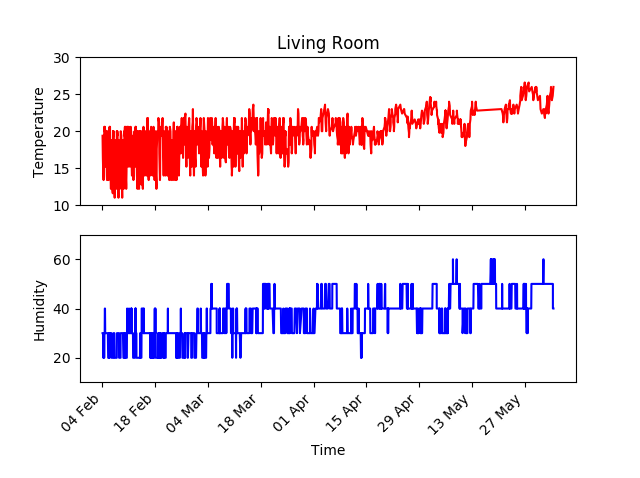 Living Room
30
25
20
15
10
Temperature
60
40
20
Humidity
04 Feb
18 Feb
04 Mar
18 Mar
01 Apr
15 Apr
29 Apr
13 May
27 May
Time